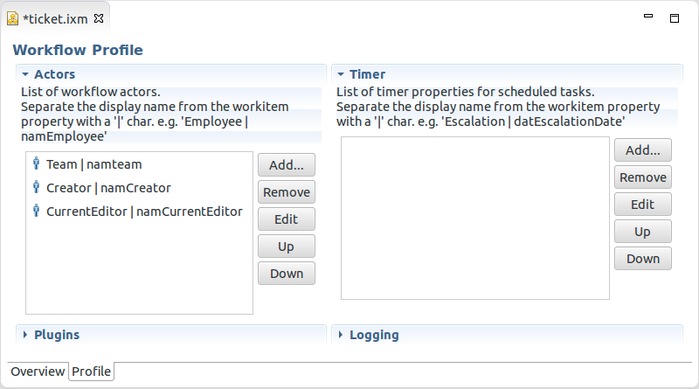 *ticket.ixm
Workflow Profile
Actors
List of workflow actors.
Separate the display name from the workitem
property with a '|' char. e.g. 'Employee |
namEmployee'
Team | namteam
Creator | namCreator
CurrentEditor | namCurrentEditor
Add...
Remove
Edit
Up
Down
Timer
List of timer properties for scheduled tasks.
Separate the display name from the workitem property
with a '|' char. e.g. 'Escalation | datEscalationDate'
Add...
Remove
Edit
Up
Down
Plugins
Logging
Overview
Profile